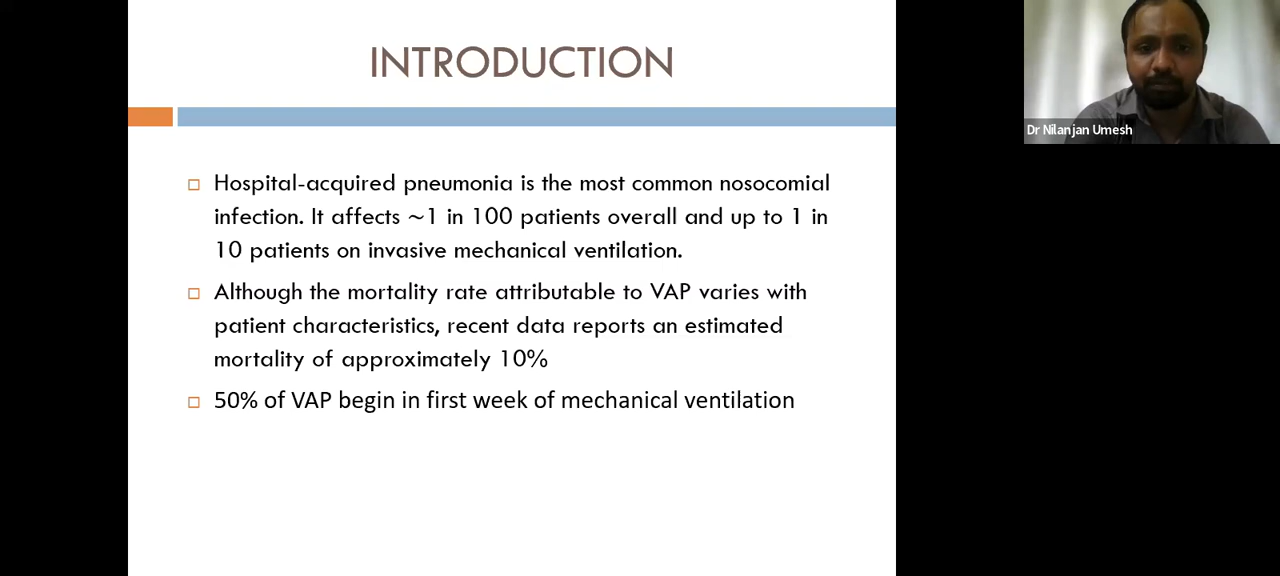 INTRODUCTION
Hospital-acquired pneumonia is the most common nosocomial
infection. It affects ~1 in 100 patients overall and up to 1 in
10 patients on invasive mechanical ventilation.
Although the mortality rate attributable to VAP varies with
patient characteristics, recent data reports an estimated
mortality of approximately 10%
50% of VAP begin in first week of mechanical ventilation
Dr Nilanjan Umesh